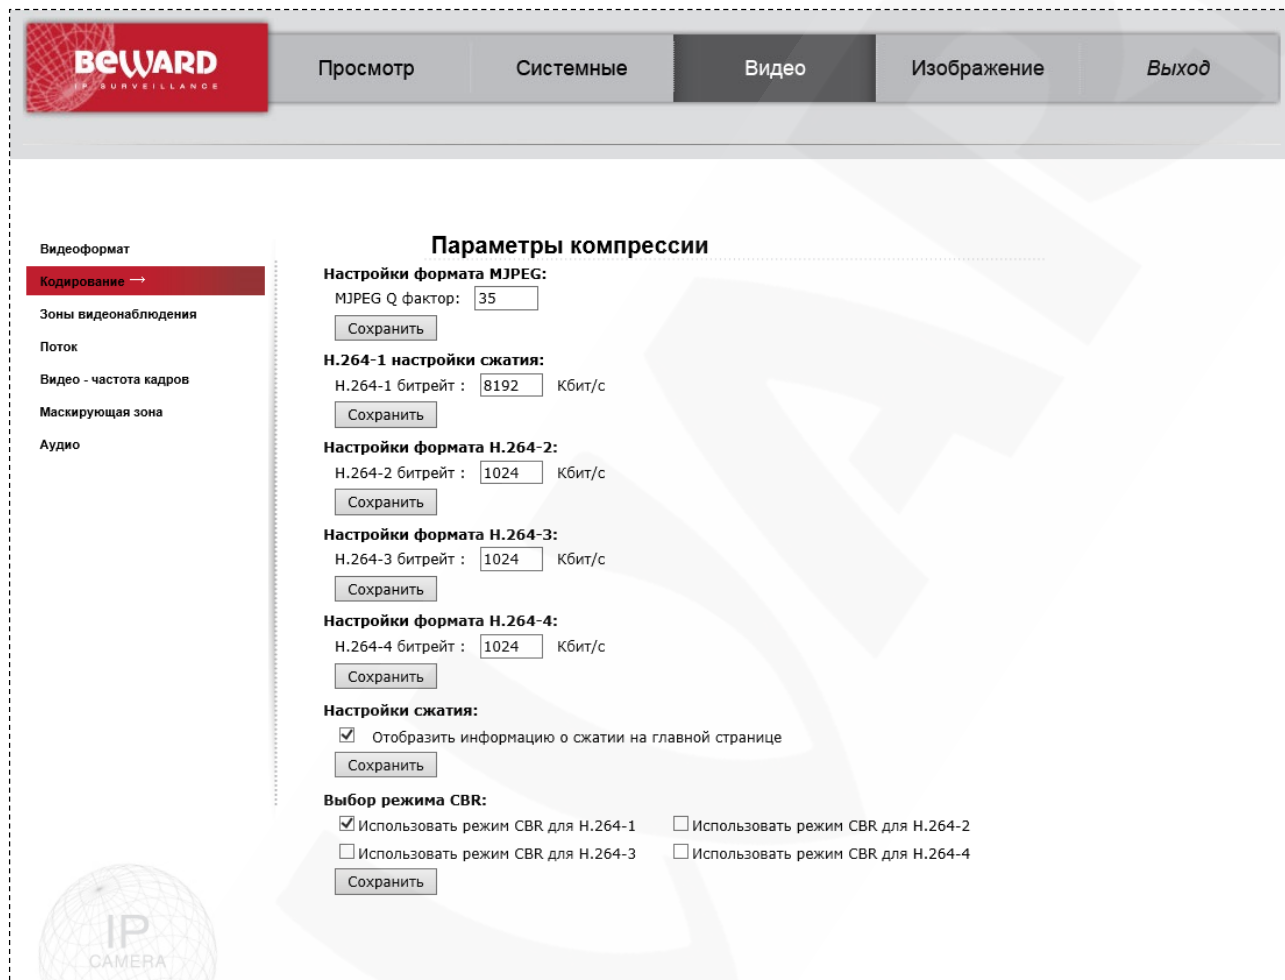 BEWARD
IP SURVEILLANCE
Просмотр
Системные
Видео
Изображение
Выход
Видеоформат
Кодирование →
Зоны видеонаблюдения
Поток
Видео - частота кадров
Маскирующая зона
Аудио
Параметры компрессии
Настройки формата MJPEG:
MJPEG Q фактор: 35
Сохранить
H.264-1 настройки сжатия:
H.264-1 битрейт : 8192 Кбит/с
Сохранить
Настройки формата H.264-2:
H.264-2 битрейт : 1024 Кбит/с
Сохранить
Настройки формата H.264-3:
H.264-3 битрейт : 1024 Кбит/с
Сохранить
Настройки формата H.264-4:
H.264-4 битрейт : 1024 Кбит/с
Сохранить
Настройки сжатия:
Отобразить информацию о сжатии на главной странице
Сохранить
Выбор режима CBR:
Использовать режим CBR для H.264-1 Использовать режим CBR для H.264-2
Использовать режим CBR для H.264-3 Использовать режим CBR для H.264-4
Сохранить
IP
CAMERA